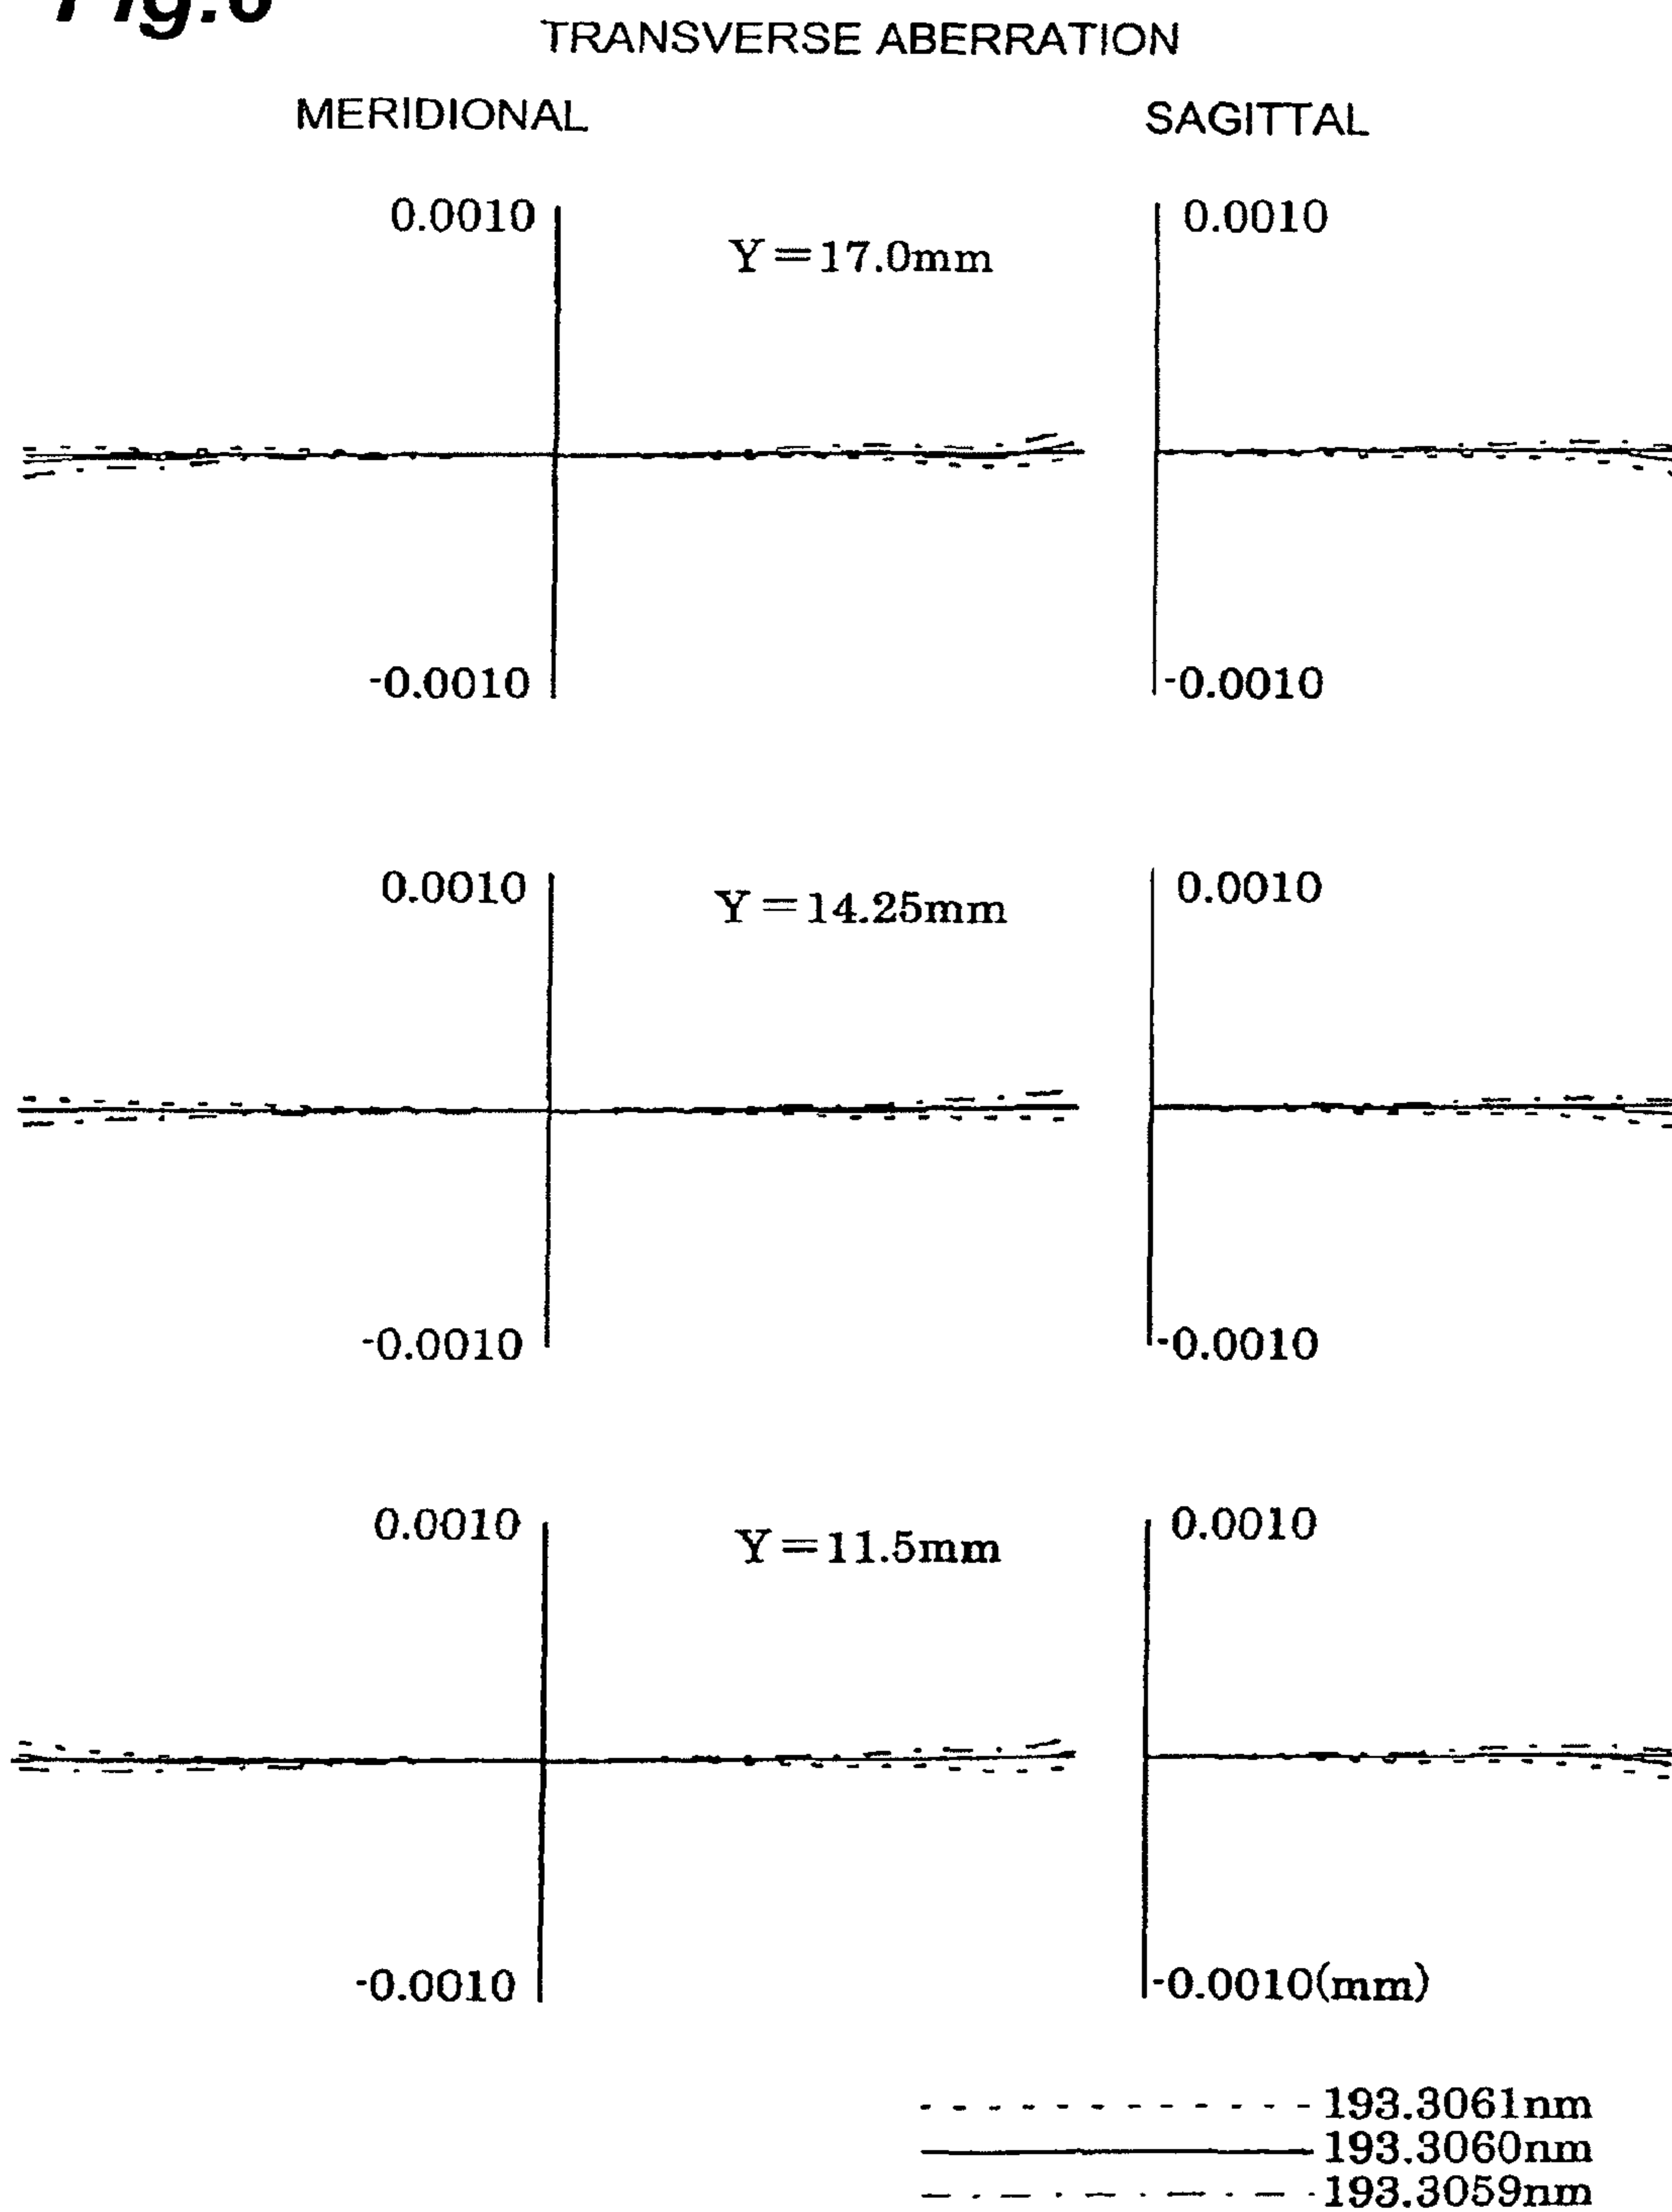 TRANSVERSE ABERRATION
MERIDIONAL SAGITTAL
0.0010 Y=17.0mm 0.0010
-0.0010 -0.0010
0.0010 Y=14.25mm 0.0010
-0.0010 -0.0010
0.0010 Y=11.5mm 0.0010
-0.0010 -0.0010(mm)
193.3061nm
193.3060nm
193.3059nm